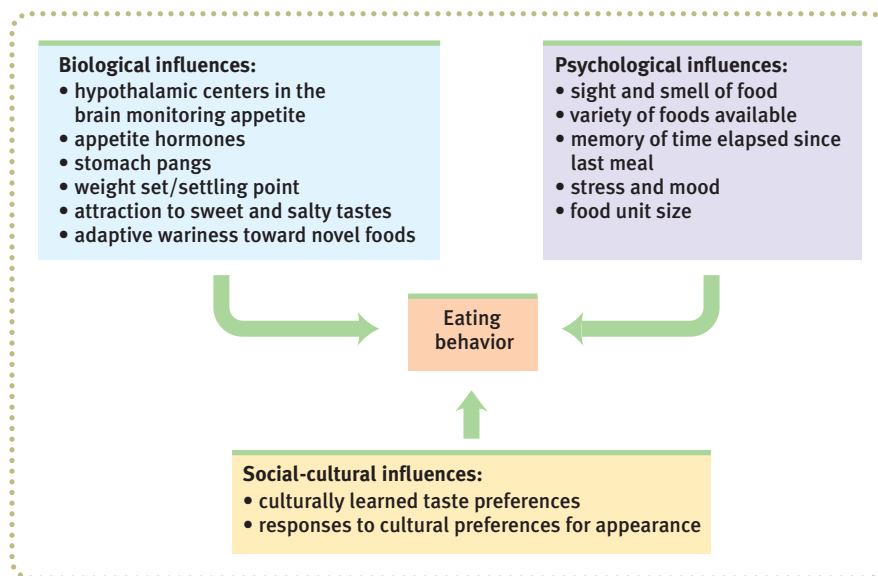 Biological influences:
• hypothalamic centers in the
brain monitoring appetite
• appetite hormones
• stomach pangs
• weight set/settling point
• attraction to sweet and salty tastes
• adaptive wariness toward novel foods
Psychological influences:
• sight and smell of food
• variety of foods available
• memory of time elapsed since
last meal
• stress and mood
• food unit size
Eating
behavior
Social-cultural influences:
• culturally learned taste preferences
• responses to cultural preferences for appearance